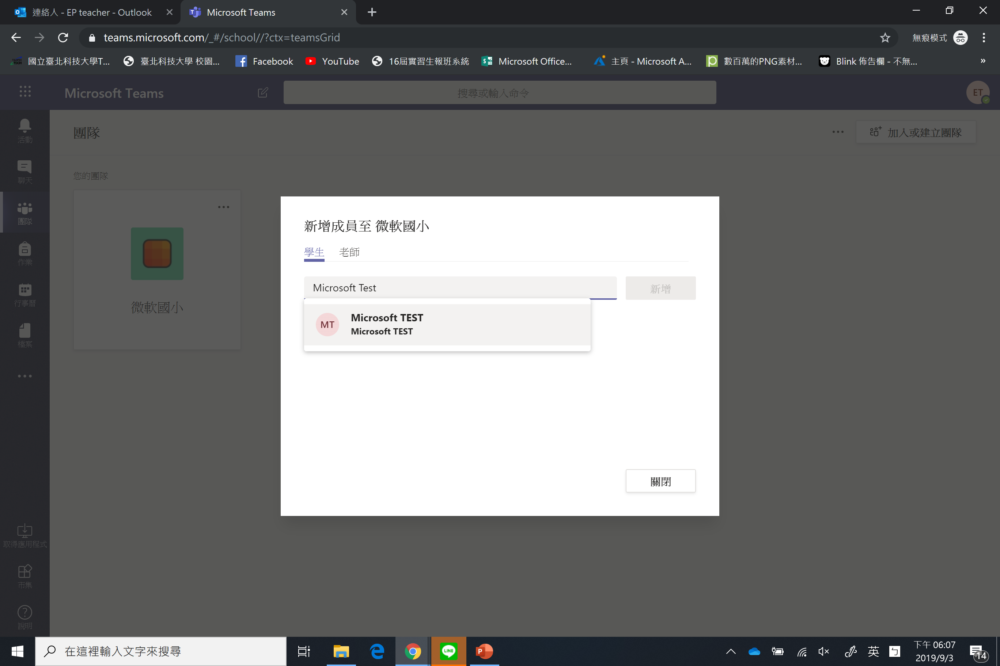 連絡人 - EP teacher - Outlook
Microsoft Teams
teams.microsoft.com/_#/school//?ctx=teamsGrid
無痕模式
TAIPEI TECH
國立臺北科技大學T...
臺北科技大學 校園...
Facebook
YouTube
16屆實習生報班系統
Microsoft Office...
主頁 - Microsoft A...
數百萬的PNG素材...
Blink 佈告欄 - 不無...
»
Microsoft Teams
搜尋或輸入命令
ET
活動
聊天
團隊
作業
行事曆
檔案
取得應用程式
市集
說明
團隊
加入或建立團隊
您的團隊
微軟國小
新增成員至 微軟國小
學生
老師
Microsoft Test
新增
MT
Microsoft TEST
Microsoft TEST
關閉
在這裡輸入文字來搜尋
LINE
英
ㄅ
下午 06:07
2019/9/3
14